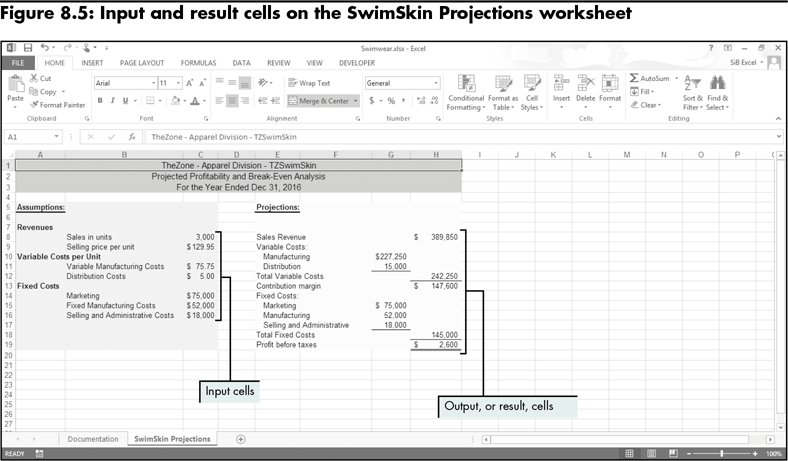 Figure 8.5: Input and result cells on the SwimSkin Projections worksheet
Swimwear.xlsx - Excel
FILE HOME INSERT PAGE LAYOUT FORMULAS DATA REVIEW VIEW DEVELOPER SiB Excel
Paste Cut Copy Format Painter
Arial 11
B I U
Wrap Text
Merge & Center
General
$ % ,
Conditional Formatting Format as Table Cell Styles
Insert Delete Format
AutoSum Fill Clear
Sort & Filter Find & Select
Clipboard Font Alignment Number Styles Cells Editing
A1 fx TheZone - Apparel Division - TZSwimSkin
A B C D E F G H I J K L M N O P
1 TheZone - Apparel Division - TZSwimSkin
2 Projected Profitability and Break-Even Analysis
3 For the Year Ended Dec 31, 2016
4
5 Assumptions: Projections:
6
7 Revenues
8 Sales in units 3,000 Sales Revenue $ 389,850
9 Selling price per unit $129.95 Variable Costs:
10 Variable Costs per Unit Manufacturing $227,250
11 Variable Manufacturing Costs $ 75.75 Distribution 15,000
12 Distribution Costs $ 5.00 Total Variable Costs 242,250
13 Fixed Costs Contribution margin $ 147,600
14 Marketing $75,000 Fixed Costs:
15 Fixed Manufacturing Costs $52,000 Marketing $ 75,000
16 Selling and Administrative Costs $18,000 Manufacturing 52,000
17 Selling and Administrative 18,000
18 Total Fixed Costs 145,000
19 Profit before taxes $ 2,600
20
21
22
23
24
25
26
27
Input cells
Output, or result, cells
Documentation SwimSkin Projections
READY 100%